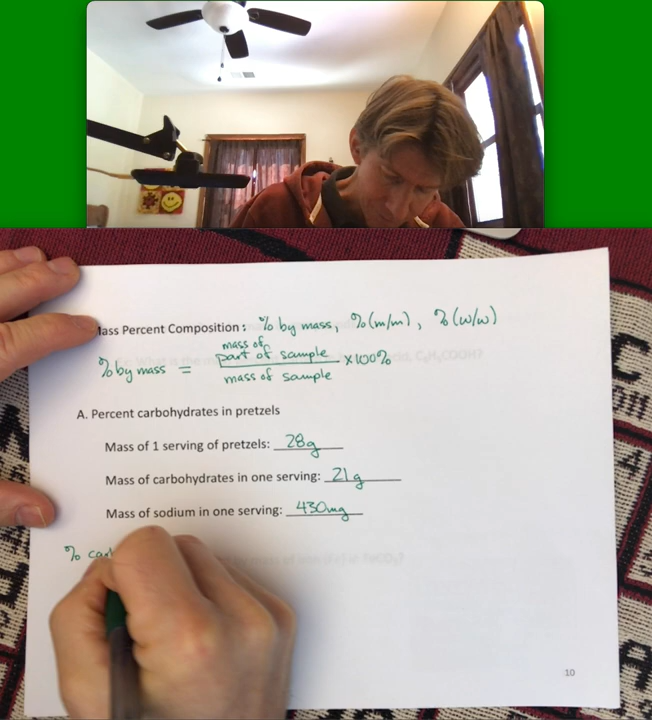 Mass Percent Composition: % by mass, % (m/m), % (w/w)
% by mass = mass of part of sample / mass of sample × 100%
A. Percent carbohydrates in pretzels
Mass of 1 serving of pretzels: 28g
Mass of carbohydrates in one serving: 21g
Mass of sodium in one serving: 430mg
%
10